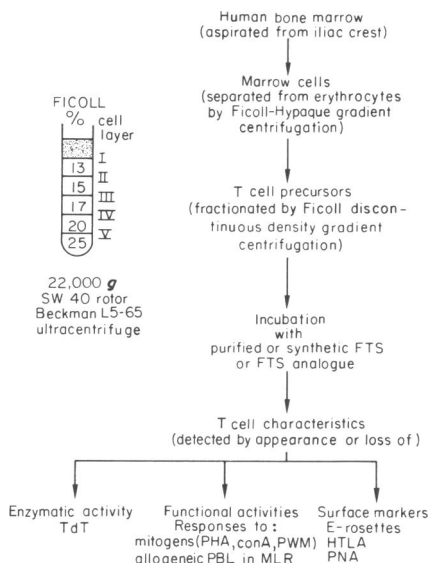 Human bone marrow
(aspirated from iliac crest)
Marrow cells
(separated from erythrocytes
by Ficoll-Hypaque gradient
centrifugation)
T cell precursors
(fractionated by Ficoll discon-
tinuous density gradient
centrifugation)
Incubation
with
purified or synthetic FTS
or FTS analogue
T cell characteristics
(detected by appearance or loss of)
Enzymatic activity
TdT
Functional activities
Responses to:
mitogens(PHA,conA,PWM)
allogeneic PBL in MLR
Surface markers
E-rosettes
HTLA
PNA
FICOLL
% cell
layer
I
13
II
15
III
17
IV
20
V
25
22,000 g
SW 40 rotor
Beckman L5-65
ultracentrifuge